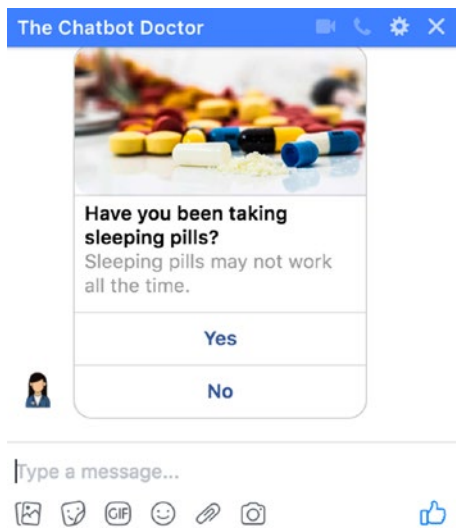 The Chatbot Doctor
Have you been taking
sleeping pills?
Sleeping pills may not work
all the time.
Yes
No
Type a message...
GIF